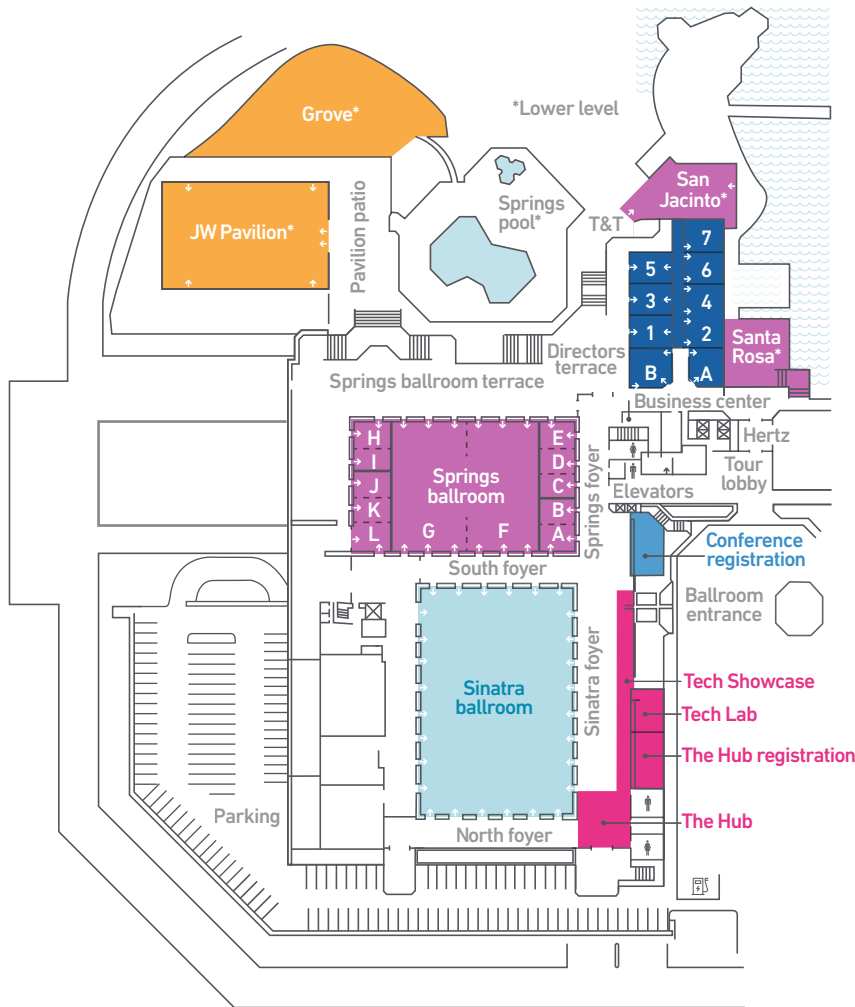 Grove*
*Lower level
San
Jacinto*
JW Pavilion*
Pavilion patio
Springs
pool*
T&T
7
5
6
3
4
1
2
Santa
Rosa*
Directors
terrace
B
A
Springs ballroom terrace
Business center
Hertz
Tour
lobby
Elevators
H
I
J
K
L
Springs
ballroom
G
F
E
D
C
B
A
Springs foyer
South foyer
Conference
registration
Ballroom
entrance
Sinatra
ballroom
Sinatra foyer
Tech Showcase
Tech Lab
The Hub registration
The Hub
Parking
North foyer